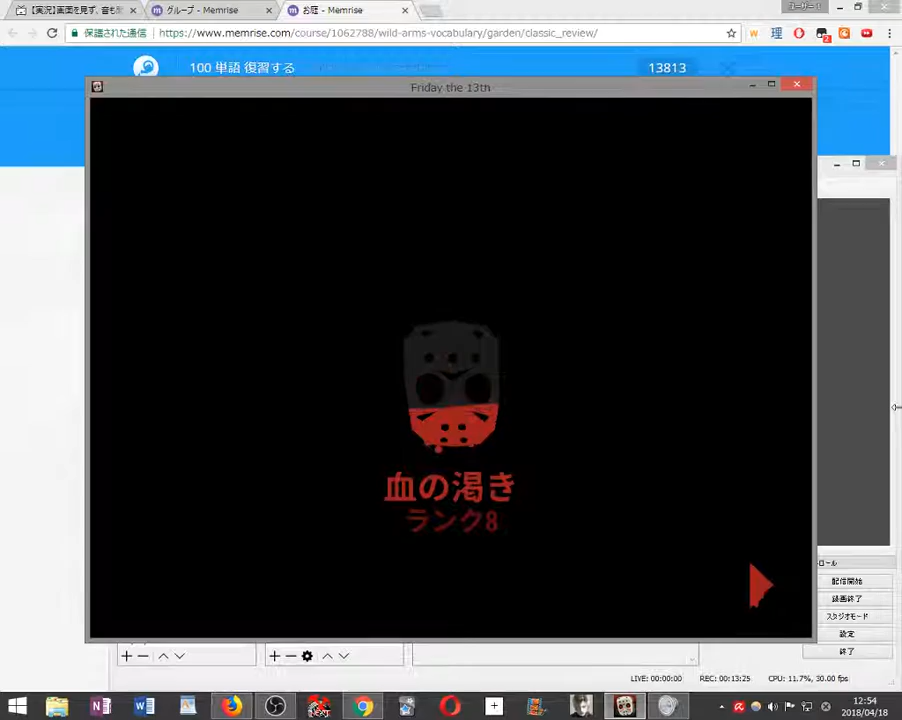 【実況】画面を見ず、音も
グループ - Memrise
お庭 - Memrise
保護された通信
https://www.memrise.com/course/1062788/wild-arms-vocabulary/garden/classic_review/
100 単語 復習する
13813
Friday the 13th
血の渇き
ランク8
ロール
配信開始
録画終了
スタジオモード
設定
終了
LIVE: 00:00:00
REC: 00:13:25
CPU: 11.7%, 30.00 fps
12:54
2018/04/18